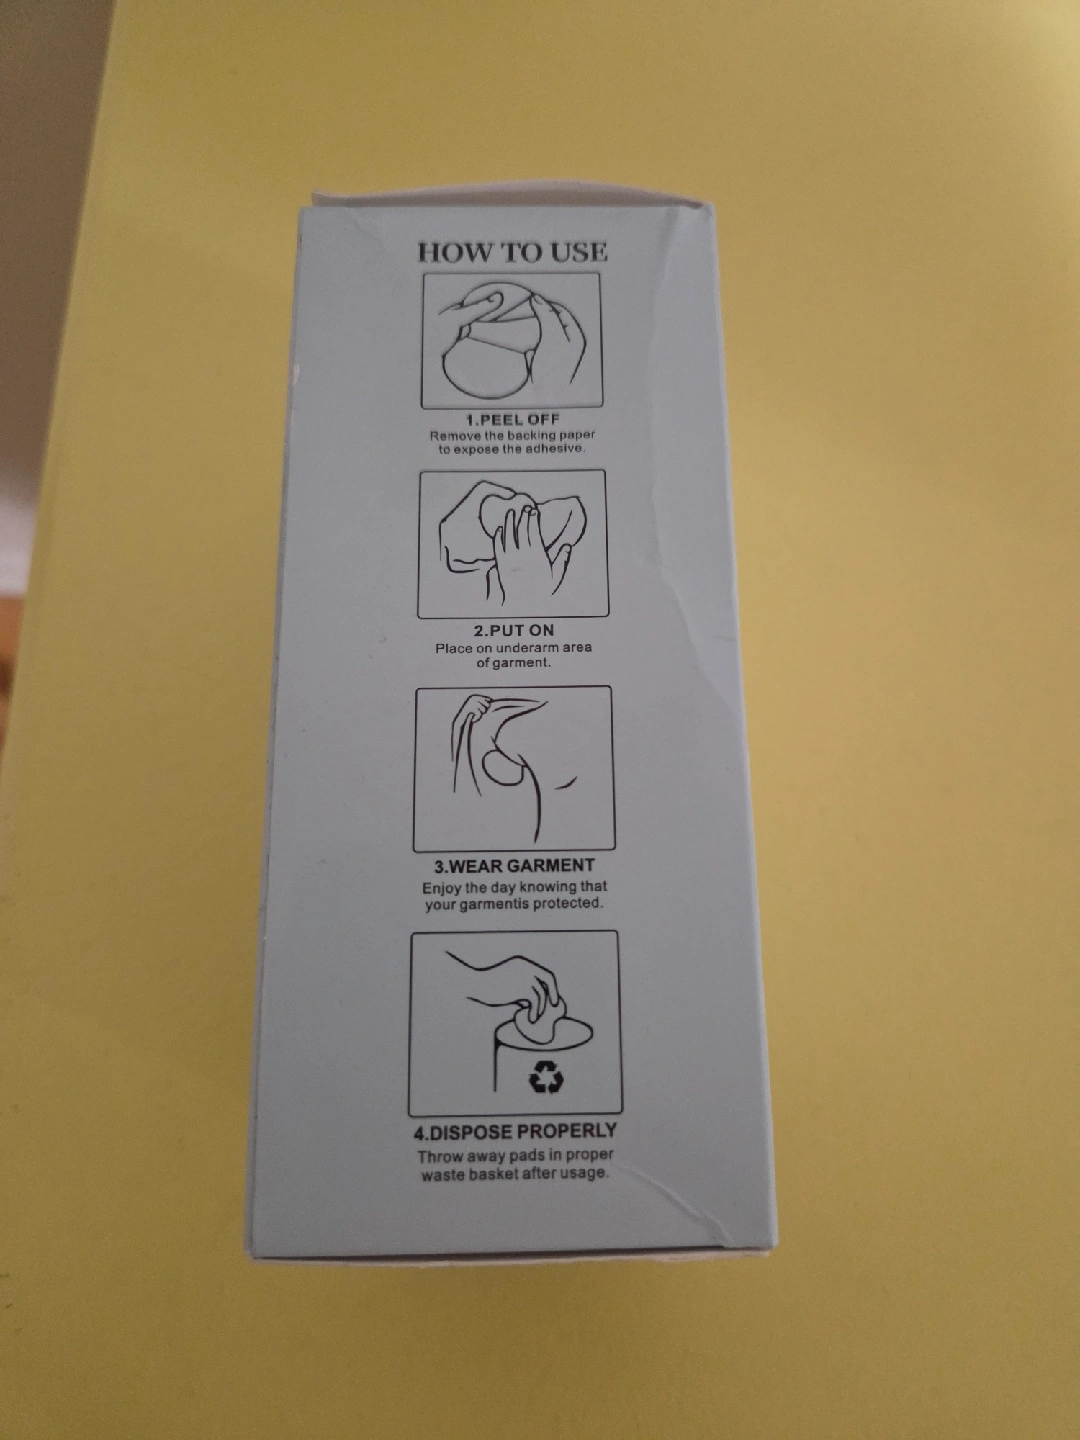 HOW TO USE
1.PEEL OFF
Remove the backing paper
to expose the adhesive.
2.PUT ON
Place on underarm area
of garment.
3.WEAR GARMENT
Enjoy the day knowing that
your garmentis protected.
4.DISPOSE PROPERLY
Throw away pads in proper
waste basket after usage.